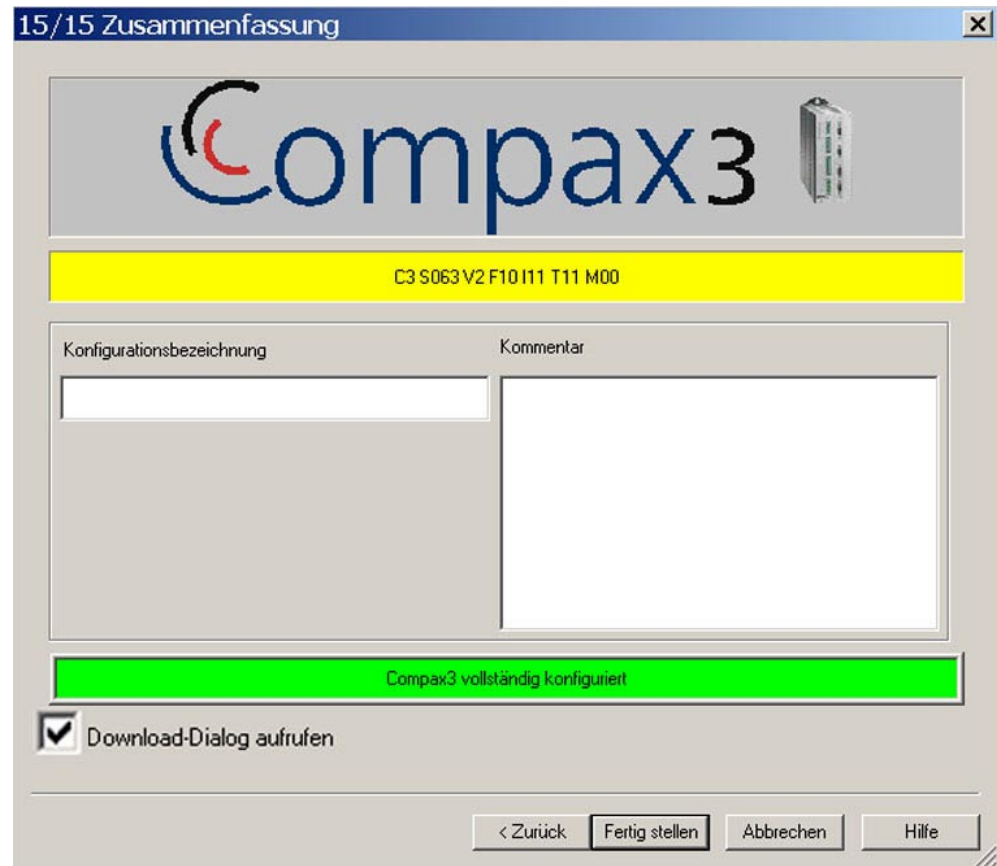 15/15 Zusammenfassung
Compax3
C3 S063 V2 F10 I11 T11 M00
Konfigurationsbezeichnung
Kommentar
Compax3 vollständig konfiguriert
Download-Dialog aufrufen
< Zurück
Fertig stellen
Abbrechen
Hilfe